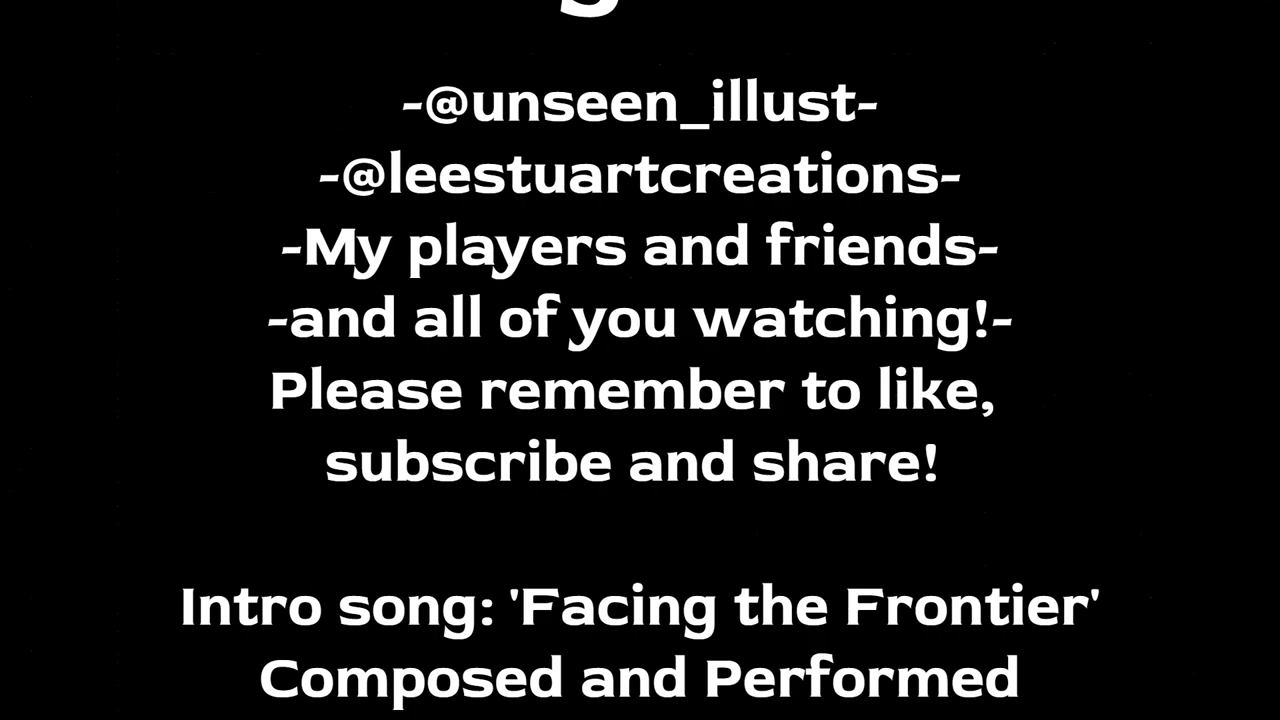 -@unseen_illust-
-@leestuartcreations-
-My players and friends-
-and all of you watching!-
Please remember to like,
subscribe and share!
Intro song: 'Facing the Frontier'
Composed and Performed